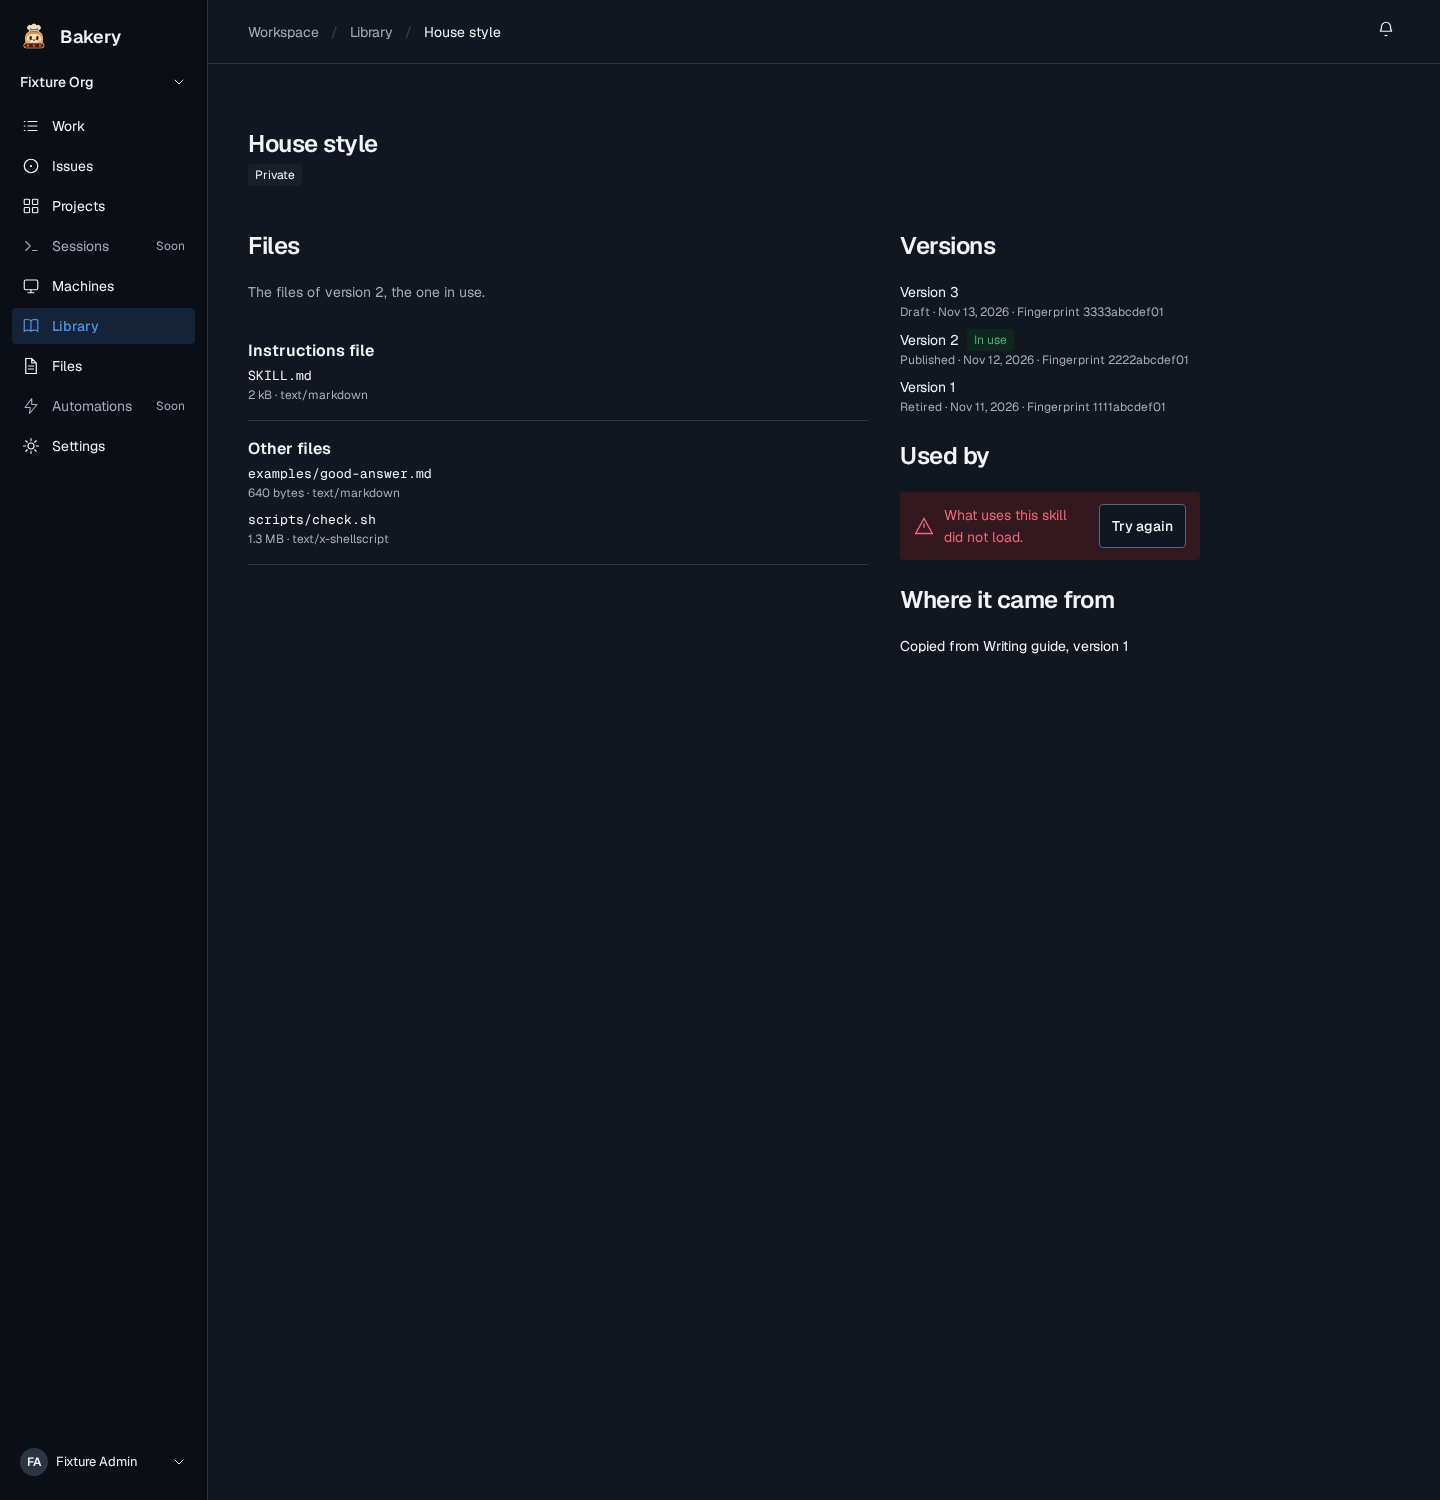 Bakery
Fixture Org
Work
Issues
Projects
Sessions Soon
Machines
Library
Files
Automations Soon
Settings
FA Fixture Admin
Workspace / Library / House style
House style
Private
Files
The files of version 2, the one in use.
Instructions file
SKILL.md
2 kB · text/markdown
Other files
examples/good-answer.md
640 bytes · text/markdown
scripts/check.sh
1.3 MB · text/x-shellscript
Versions
Version 3
Draft · Nov 13, 2026 · Fingerprint 3333abcdef01
Version 2 In use
Published · Nov 12, 2026 · Fingerprint 2222abcdef01
Version 1
Retired · Nov 11, 2026 · Fingerprint 1111abcdef01
Used by
What uses this skill
did not load.
Try again
Where it came from
Copied from Writing guide, version 1